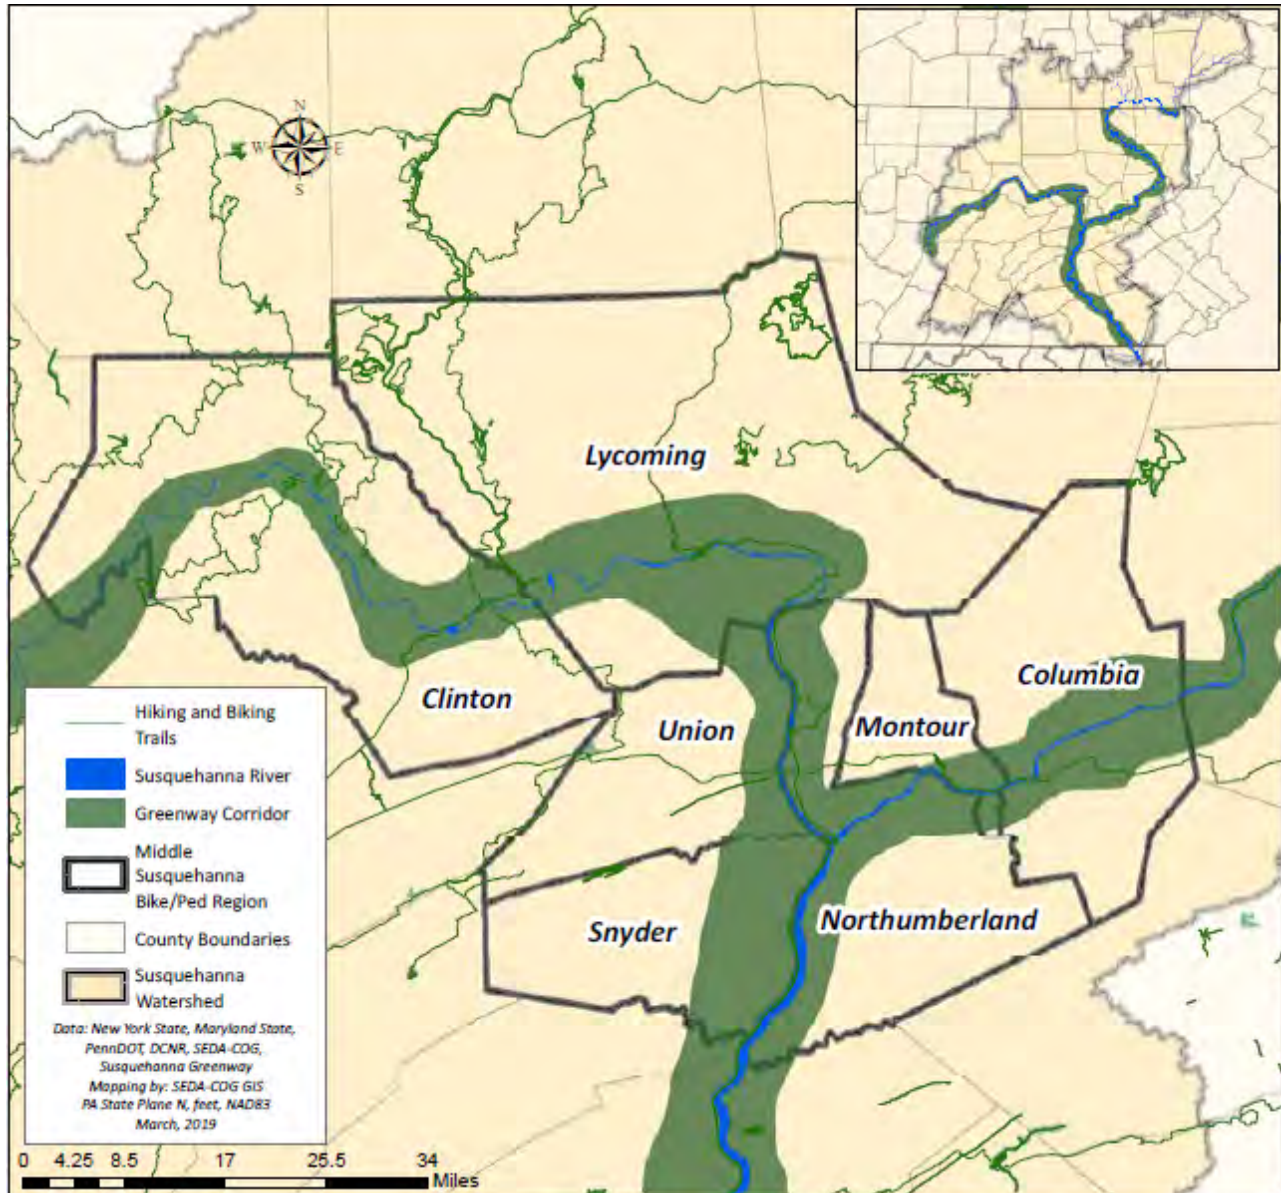 N
W
E
S
Lycoming
Clinton
Union
Montour
Columbia
Snyder
Northumberland
Hiking and Biking
Trails
Susquehanna River
Greenway Corridor
Middle
Susquehanna
Bike/Ped Region
County Boundaries
Susquehanna
Watershed
Data: New York State, Maryland State,
PennDOT, DCNR, SEDA-COG,
Susquehanna Greenway
Mapping by: SEDA-COG GIS
PA State Plane N, feet, NAD83
March, 2019
0 4.25 8.5 17 25.5 34
Miles